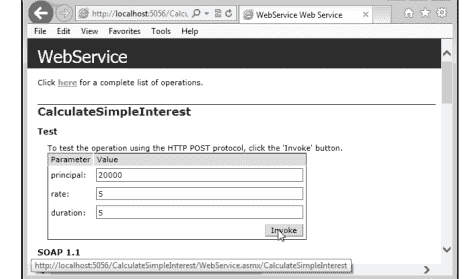 http://localhost:5056/Calcu
WebService Web Service
File Edit View Favorites Tools Help
WebService
Click here for a complete list of operations.
CalculateSimpleInterest
Test
To test the operation using the HTTP POST protocol, click the 'Invoke' button.
Parameter Value
principal: 20000
rate: 5
duration: 5
Invoke
SOAP 1.1
http://localhost:5056/CalculateSimpleInterest/WebService.asmx/CalculateSimpleInterest